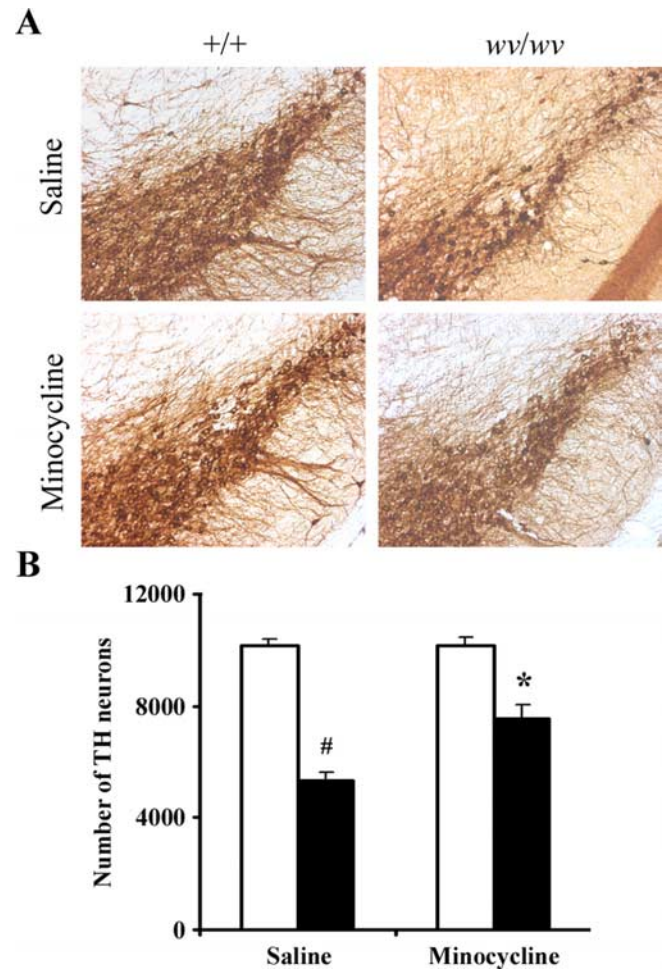 A
+/+
wv/wv
Saline
Minocycline
B
12000
8000
4000
0
Number of TH neurons
#
*
Saline
Minocycline